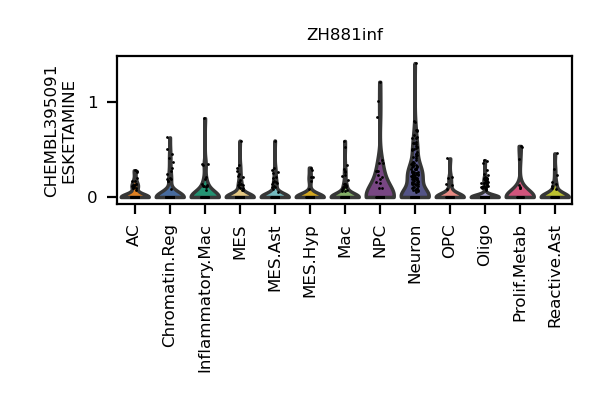 ZH881inf
CHEMBL395091
ESKETAMINE
1
0
AC
Chromatin.Reg
Inflammatory.Mac
MES
MES.Ast
MES.Hyp
Mac
NPC
Neuron
OPC
Oligo
Prolif.Metab
Reactive.Ast